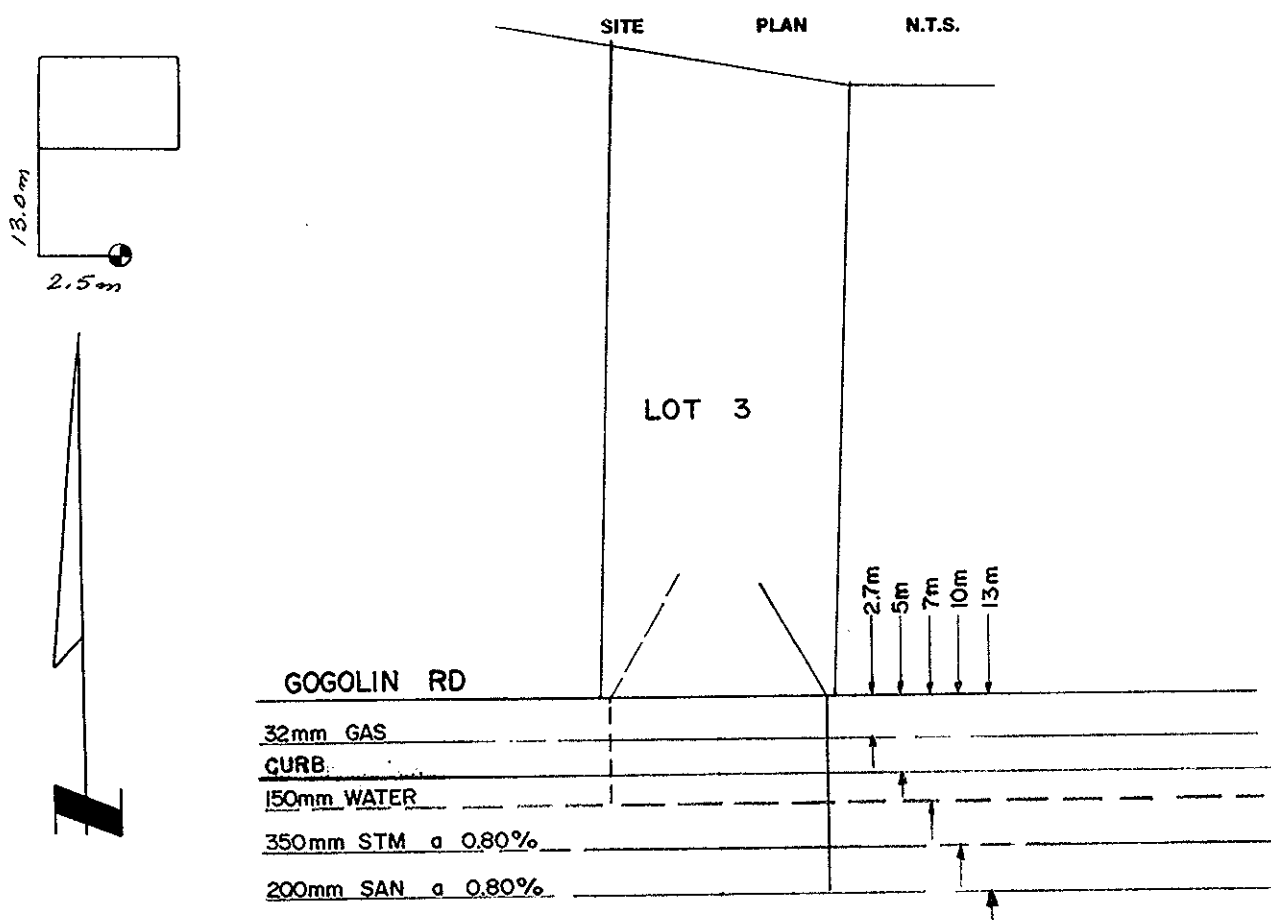 SITE PLAN N.T.S.
13.0m
2.5m
LOT 3
2.7m
5m
7m
10m
13m
GOGOLIN RD
32mm GAS
CURB
150mm WATER
350mm STM a 0.80%
200mm SAN a 0.80%